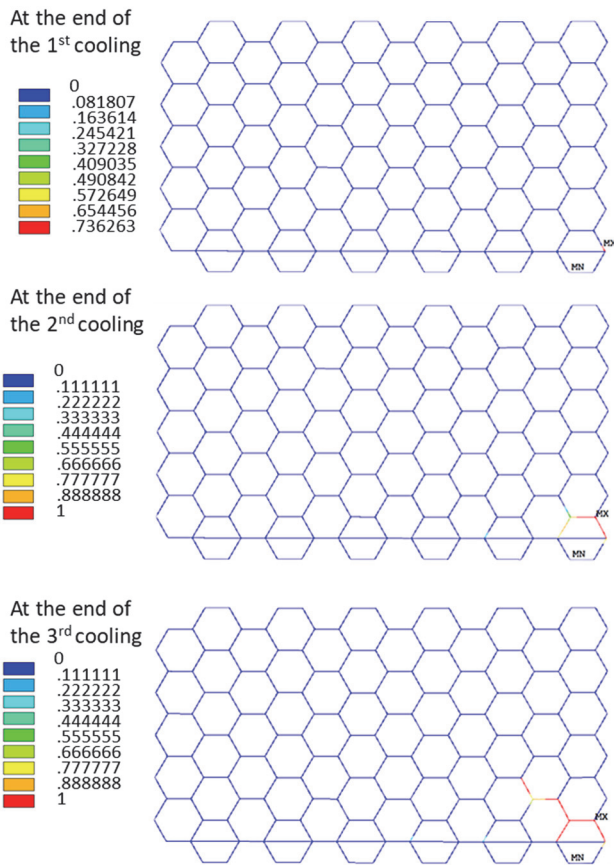 At the end of
the 1st cooling
0
.081807
.163614
.245421
.327228
.409035
.490842
.572649
.654456
.736263
MX
MN
At the end of
the 2nd cooling
0
.111111
.222222
.333333
.444444
.555555
.666666
.777777
.888888
1
MX
MN
At the end of
the 3rd cooling
0
.111111
.222222
.333333
.444444
.555555
.666666
.777777
.888888
1
MX
MN